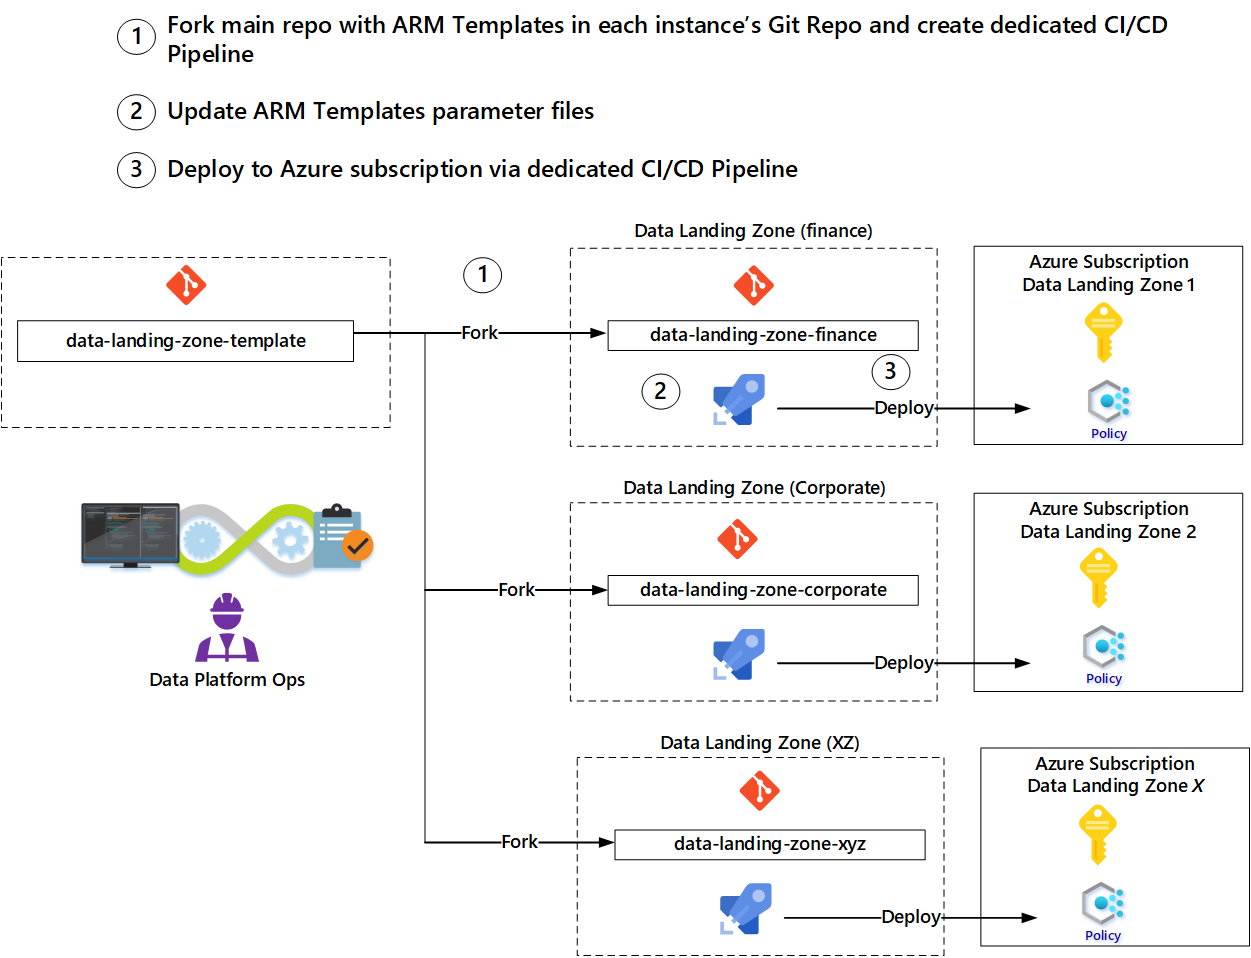 1 Fork main repo with ARM Templates in each instance’s Git Repo and create dedicated CI/CD
Pipeline
2 Update ARM Templates parameter files
3 Deploy to Azure subscription via dedicated CI/CD Pipeline
Data Landing Zone (finance)
Azure Subscription
Data Landing Zone 1
1
data-landing-zone-template
Fork
data-landing-zone-finance
2
3
Deploy
Policy
Data Landing Zone (Corporate)
Azure Subscription
Data Landing Zone 2
Fork
data-landing-zone-corporate
Deploy
Policy
Data Platform Ops
Data Landing Zone (XZ)
Azure Subscription
Data Landing Zone X
Fork
data-landing-zone-xyz
Deploy
Policy